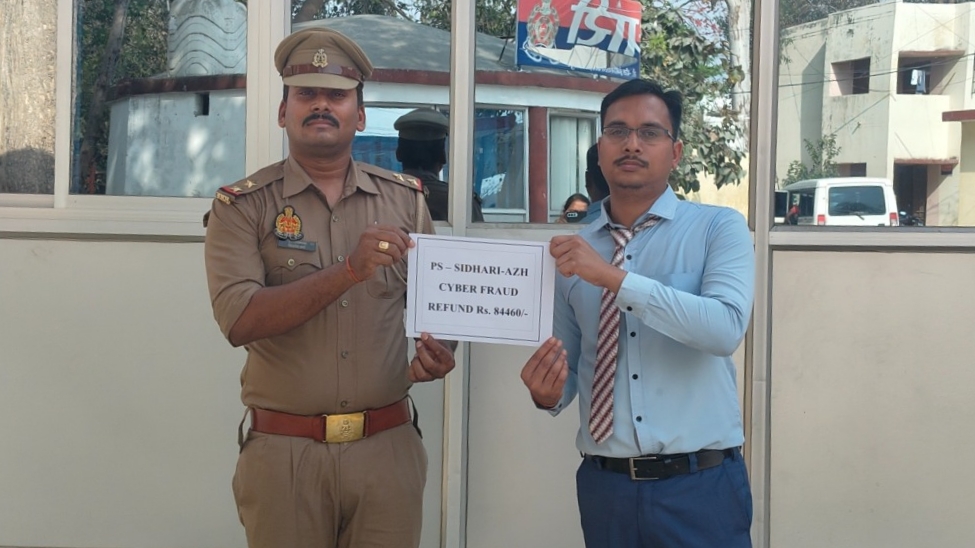 PS – SIDHARI-AZH
CYBER FRAUD
REFUND Rs. 84460/-